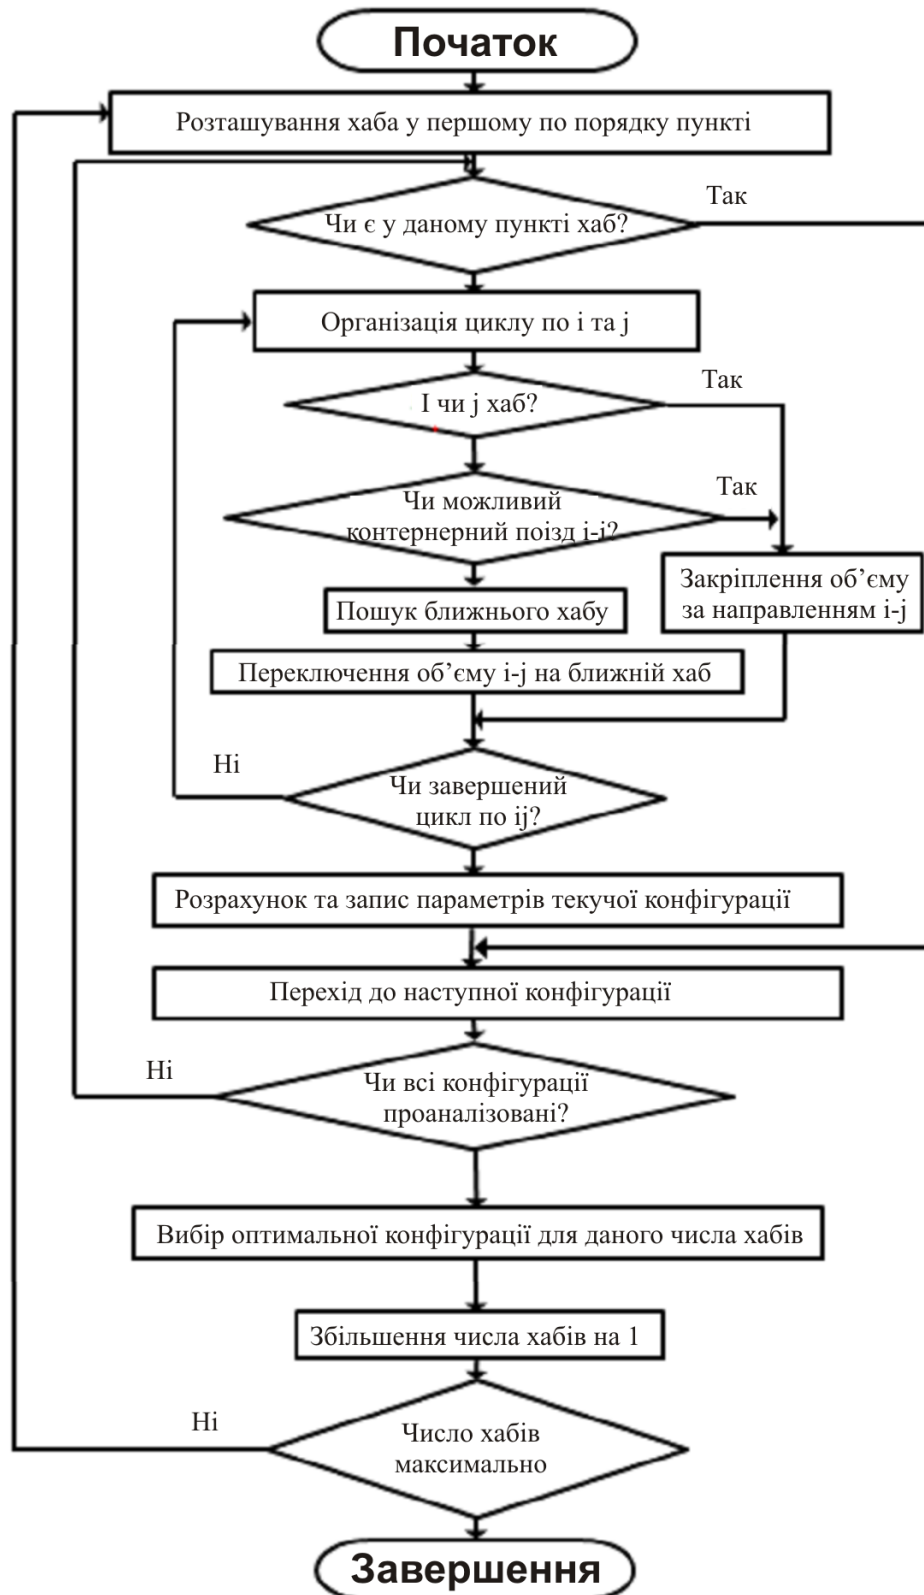 Початок
Розташування хаба у першому по порядку пункті
Так
Чи є у даному пункті хаб?
Організація циклу по i та j
Так
I чи j хаб?
Так
Чи можливий
контернерний поїзд i-j?
Закріплення об’єму
за направленням i-j
Пошук ближнього хабу
Переключення об’єму i-j на ближній хаб
Ні
Чи завершений
цикл по ij?
Розрахунок та запис параметрів текучої конфігурації
Перехід до наступної конфігурації
Ні
Чи всі конфігурації
проаналізовані?
Вибір оптимальної конфігурації для даного числа хабів
Збільшення числа хабів на 1
Ні
Число хабів
максимально
Завершення